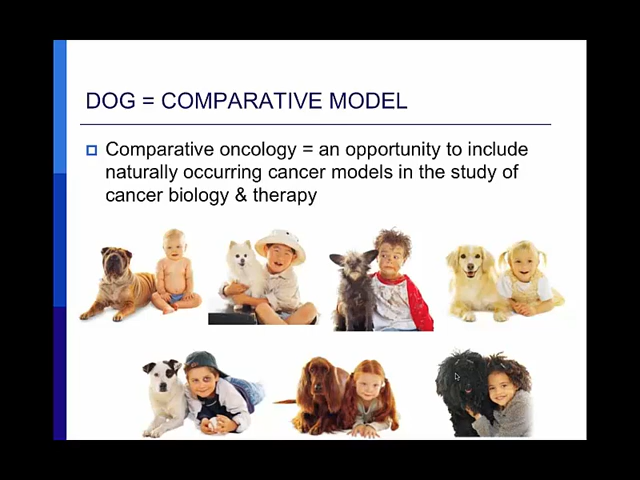 DOG = COMPARATIVE MODEL
Comparative oncology = an opportunity to include
naturally occurring cancer models in the study of
cancer biology & therapy